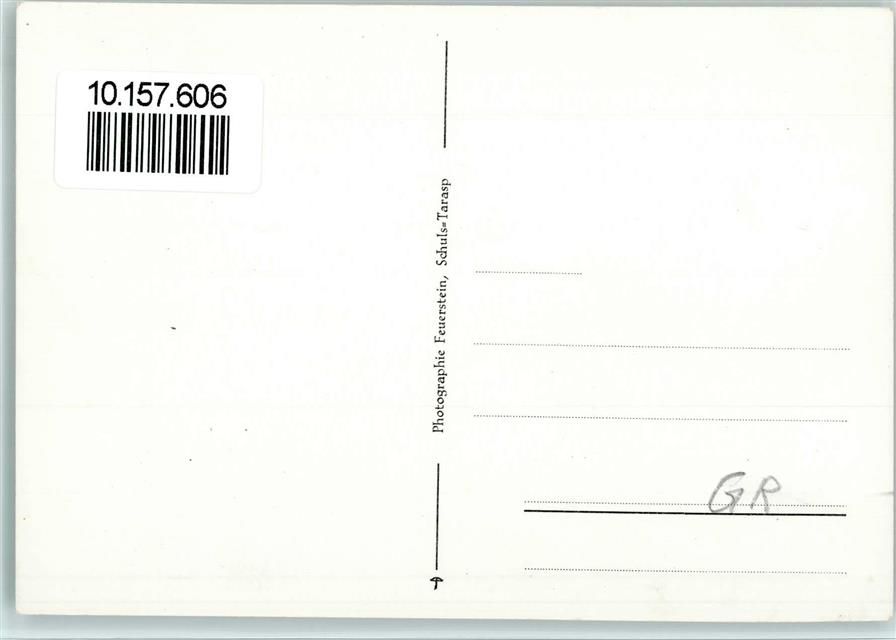 10.157.606
Photographie Feuerstein, Schuls=Tarasp
GR